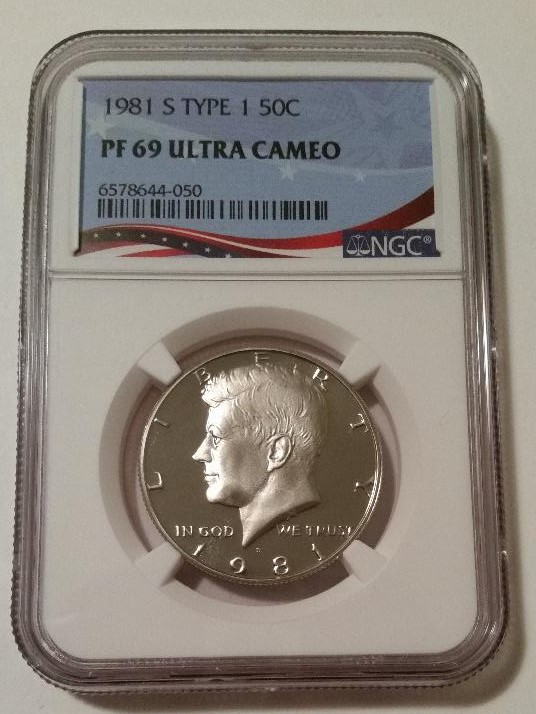 1981 S TYPE 1 50C
PF 69 ULTRA CAMEO
6578644-050
NGC®
LIBERTY
IN GOD WE TRUST
1981